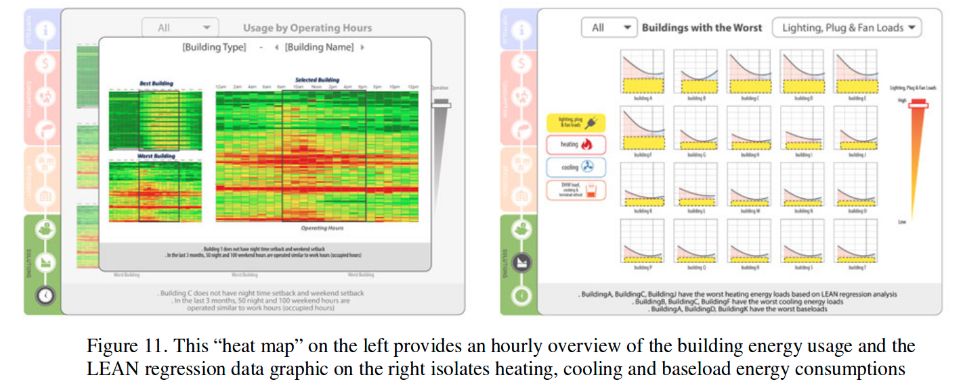 All
Usage by Operating Hours
[Building Type] - [Building Name]
Best Building
Selected Building
Worst Building
Operating Hours
. Building 1 does not have night time setback and weekend setback
. In the last 3 months, 50 night and 100 weekend hours are operated similar to work hours (occupied hours)
Worst Building Worst Building Worst Building
. Building C does not have night time setback and weekend setback
. In the last 3 months, 50 night and 100 weekend hours are
operated similar to work hours (occupied hours)
SOLUTIONS
All
Buildings with the Worst
Lighting, Plug & Fan Loads
building A building B building C building D building E
lighting, plug
& fan loads
heating
cooling
Lighting, Plug & Fan Loads
High
Low
building F building G building H building I building J
building K building L building M building N building O
building P building Q building R building S building T
SOLUTIONS
. BuildingA, BuildingC, BuildingJ have the worst heating energy loads based on LEAN regression analysis
. BuildingB, BuildingC, BuildingF have the worst cooling energy loads
. BuildingA, BuildingD, BuildingK have the worst baseloads
Figure 11. This “heat map” on the left provides an hourly overview of the building energy usage and the
LEAN regression data graphic on the right isolates heating, cooling and baseload energy consumptions